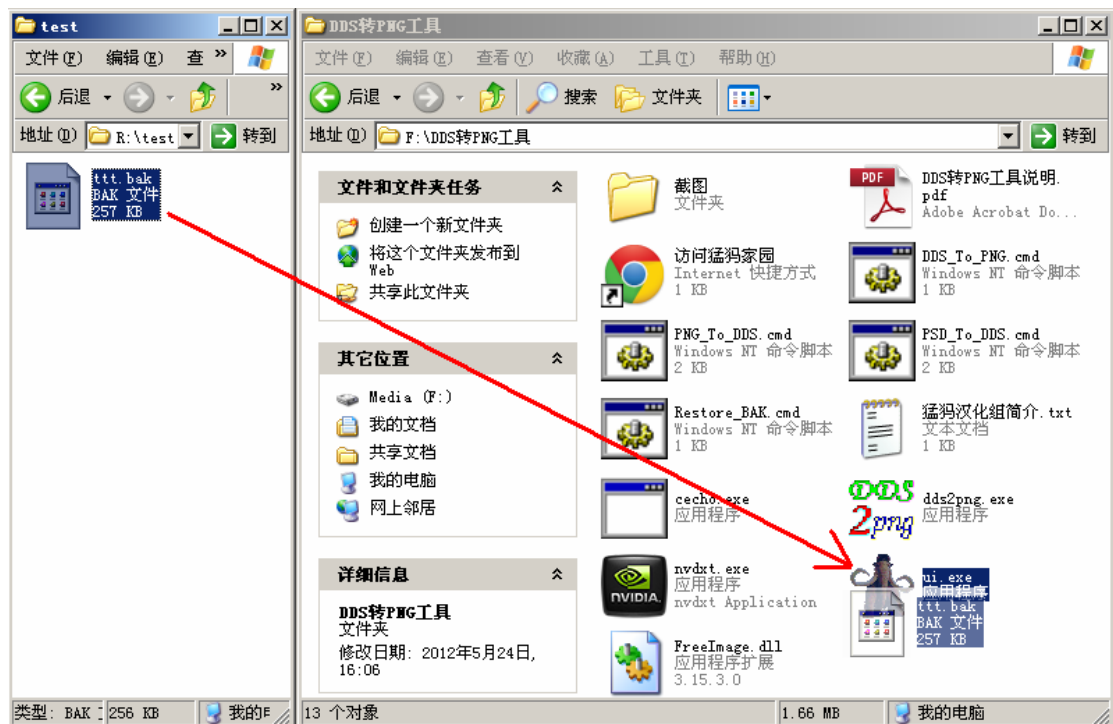 test
文件(F) 编辑(E) 查 »
后退 »
地址(D) R:\test 转到
ttt.bak
BAK 文件
257 KB
类型: BAK 256 KB 我的
DDS转PNG工具
文件(F) 编辑(E) 查看(V) 收藏(A) 工具(T) 帮助(H)
后退 搜索 文件夹
地址(D) F:\DDS转PNG工具 转到
文件和文件夹任务
创建一个新文件夹
将这个文件夹发布到
Web
共享此文件夹
其它位置
Media (F:)
我的文档
共享文档
我的电脑
网上邻居
详细信息
DDS转PNG工具
文件夹
修改日期: 2012年5月24日,
16:06
截图
文件夹
PDF
DDS转PNG工具说明.
pdf
Adobe Acrobat Do...
访问猛犸家园
Internet 快捷方式
1 KB
DDS_To_PNG.cmd
Windows NT 命令脚本
1 KB
PNG_To_DDS.cmd
Windows NT 命令脚本
2 KB
PSD_To_DDS.cmd
Windows NT 命令脚本
2 KB
Restore_BAK.cmd
Windows NT 命令脚本
1 KB
猛犸汉化组简介.txt
文本文档
1 KB
cecho.exe
应用程序
DDS
2png
dds2png.exe
应用程序
NVIDIA
nvdxt.exe
应用程序
nvdxt Application
ui.exe
应用程序
ttt.bak
BAK 文件
257 KB
FreeImage.dll
应用程序扩展
3.15.3.0
13 个对象 1.66 MB 我的电脑